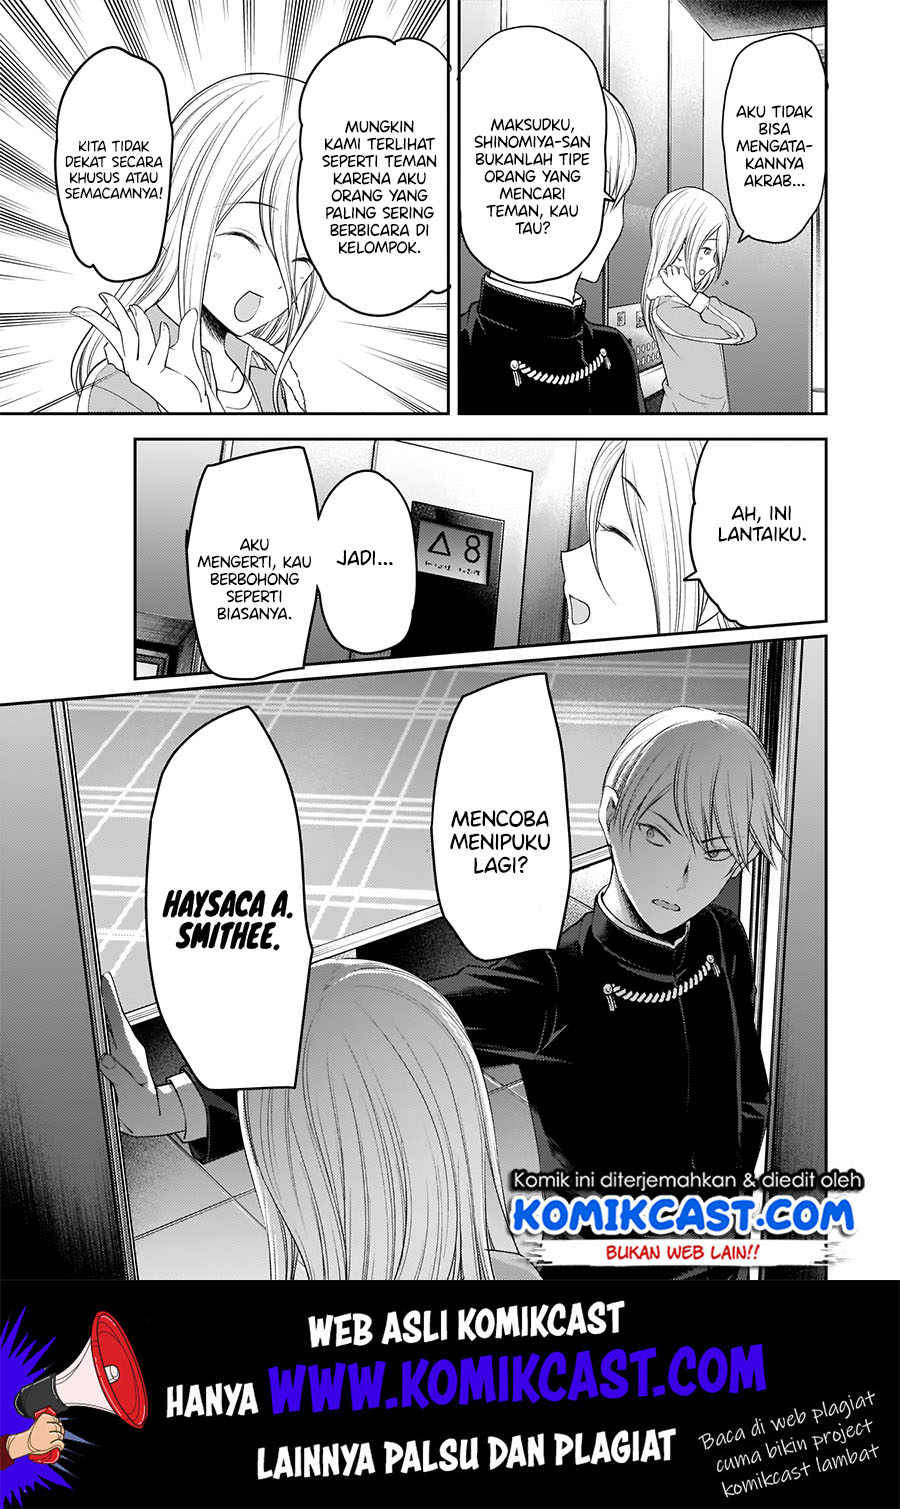 AKU TIDAK
BISA
MENGATA-
KANNYA
AKRAB...
MAKSUDKU,
SHINOMIYA-SAN
BUKANLAH TIPE
ORANG YANG
MENCARI
TEMAN, KAU
TAU?
MUNGKIN
KAMI TERLIHAT
SEPERTI TEMAN
KARENA AKU
ORANG YANG
PALING SERING
BERBICARA DI
KELOMPOK.
KITA TIDAK
DEKAT SECARA
KHUSUS ATAU
SEMACAMNYA!
AH, INI
LANTAIKU.
△ 8
JADI...
AKU
MENGERTI, KAU
BERBOHONG
SEPERTI
BIASANYA.
MENCOBA
MENIPUKU
LAGI?
HAYSACA A.
SMITHEE.
Komik ini diterjemahkan & diedit oleh
KOMIKCAST.COM
BUKAN WEB LAIN!!
WEB ASLI KOMIKCAST
HANYA WWW.KOMIKCAST.COM
LAINNYA PALSU DAN PLAGIAT
Baca di web plagiat
cuma bikin project
komikcast lambat